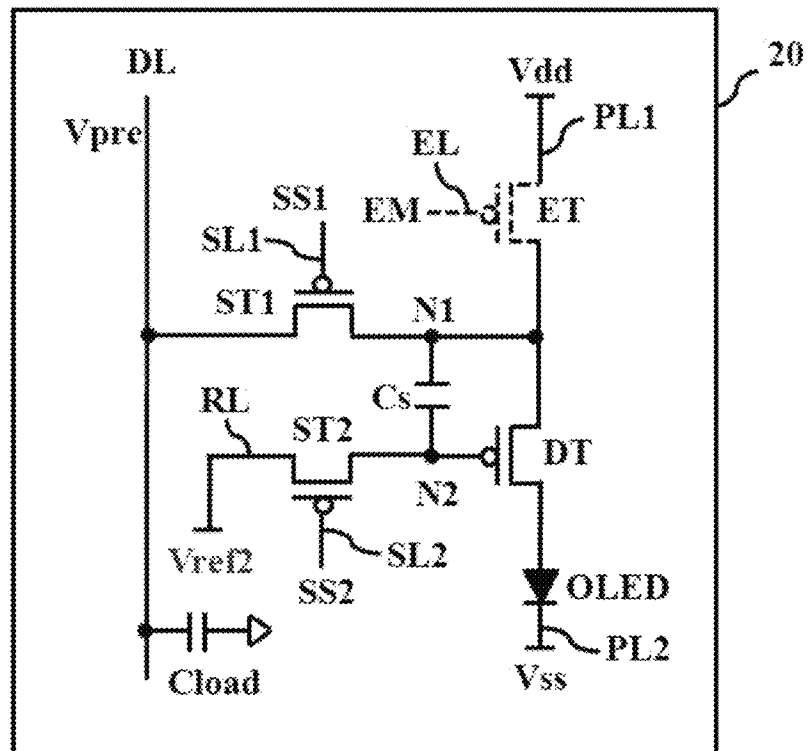 20
DL
Vdd
Vpre
EL
PL1
SS1
EM
ET
SL1
ST1
N1
Cs
RL
ST2
DT
N2
Vref2
SL2
SS2
OLED
PL2
Cload
Vss